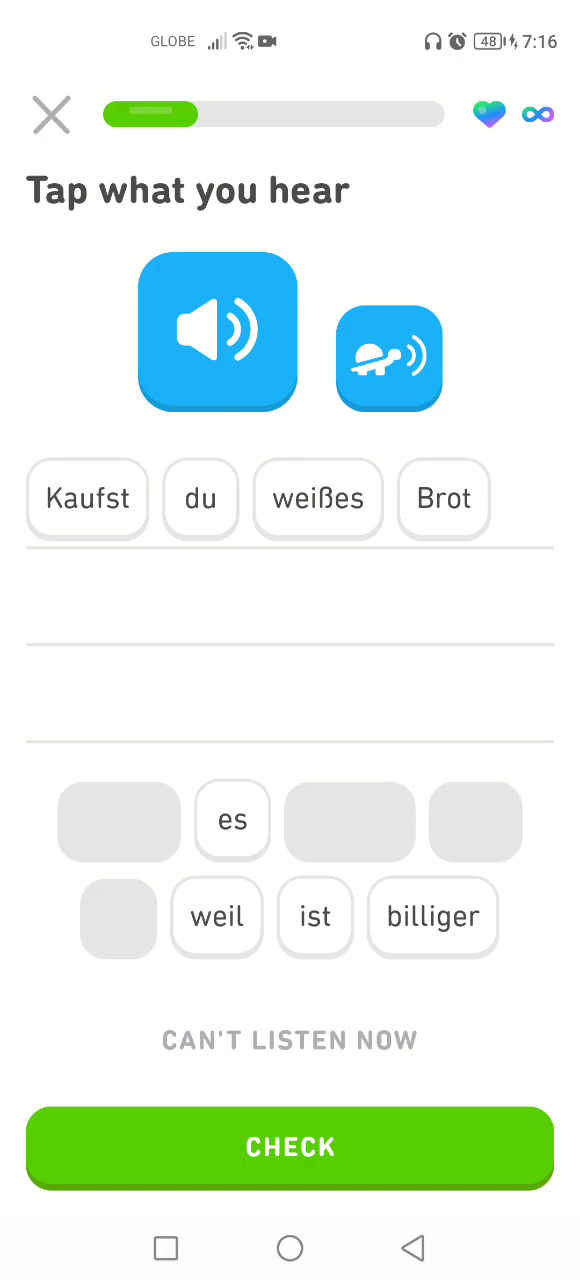 GLOBE 48 7:16
Tap what you hear
Kaufst du weißes Brot
es
weil ist billiger
CAN'T LISTEN NOW
CHECK